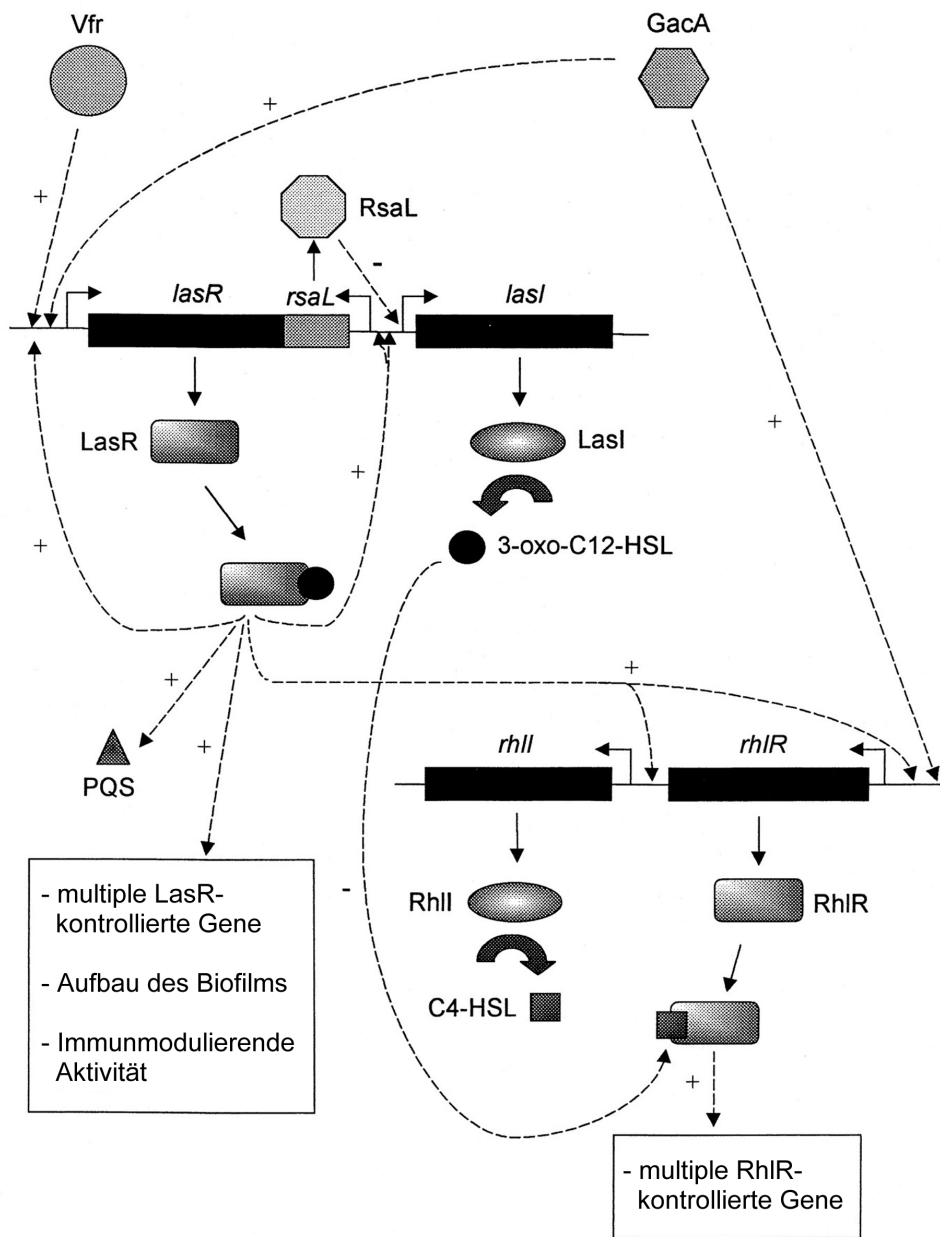 Vfr
GacA
+
+
RsaL
-
lasR
rsaL
lasI
LasR
LasI
+
+
+
3-oxo-C12-HSL
+
+
+
PQS
rhlI
rhlR
- multiple LasR-
kontrollierte Gene
- Aufbau des Biofilms
- Immunmodulierende
Aktivität
-
RhlI
RhlR
C4-HSL
+
- multiple RhlR-
kontrollierte Gene